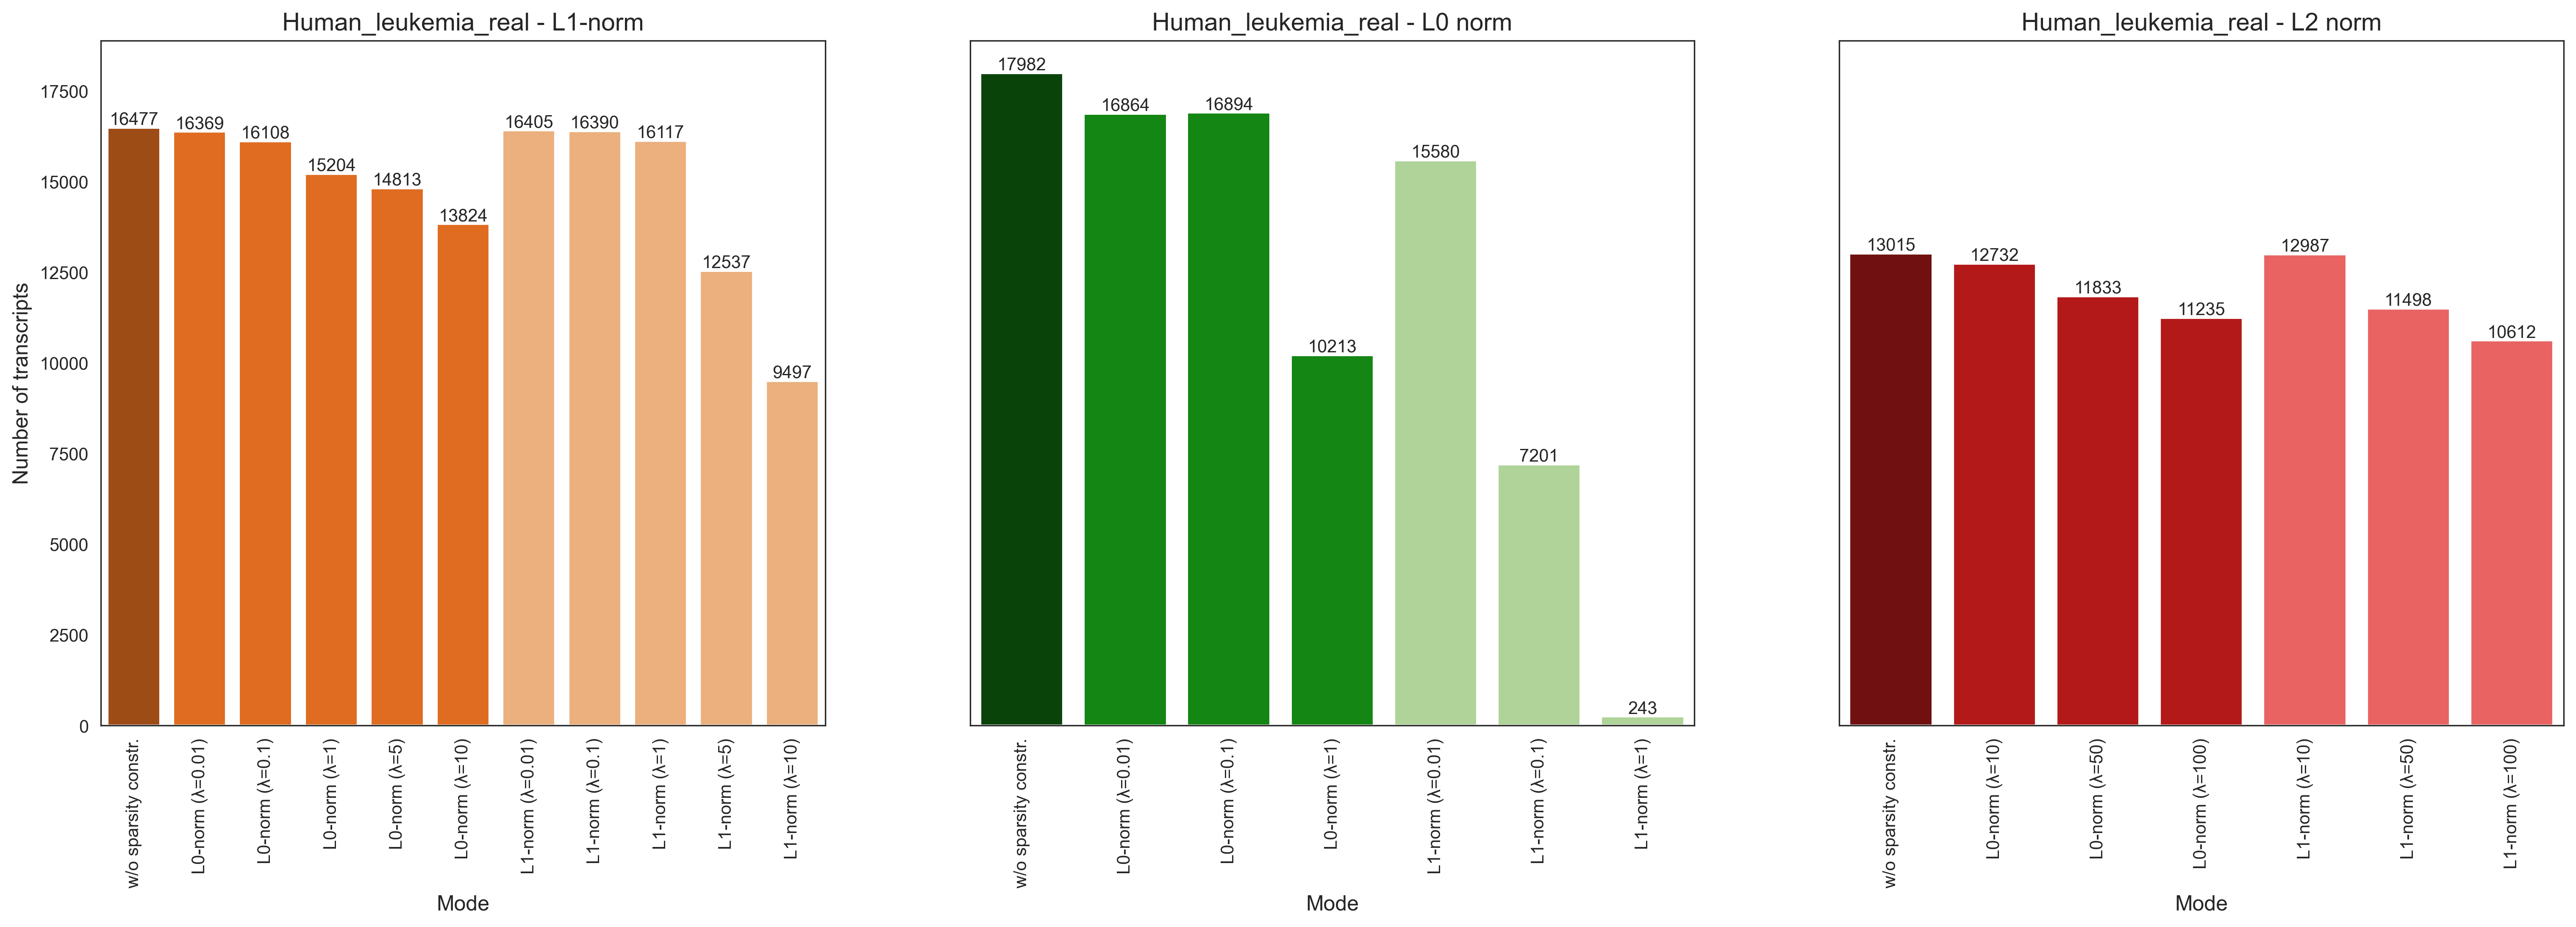 Human_leukemia_real - L1-norm
Number of transcripts
17500
15000
12500
10000
7500
5000
2500
0
16477
16369
16108
15204
14813
13824
16405
16390
16117
12537
9497
w/o sparsity constr.
L0-norm (λ=0.01)
L0-norm (λ=0.1)
L0-norm (λ=1)
L0-norm (λ=5)
L0-norm (λ=10)
L1-norm (λ=0.01)
L1-norm (λ=0.1)
L1-norm (λ=1)
L1-norm (λ=5)
L1-norm (λ=10)
Mode
Human_leukemia_real - L0 norm
17982
16864
16894
10213
15580
7201
243
w/o sparsity constr.
L0-norm (λ=0.01)
L0-norm (λ=0.1)
L0-norm (λ=1)
L1-norm (λ=0.01)
L1-norm (λ=0.1)
L1-norm (λ=1)
Mode
Human_leukemia_real - L2 norm
13015
12732
11833
11235
12987
11498
10612
w/o sparsity constr.
L0-norm (λ=10)
L0-norm (λ=50)
L0-norm (λ=100)
L1-norm (λ=10)
L1-norm (λ=50)
L1-norm (λ=100)
Mode